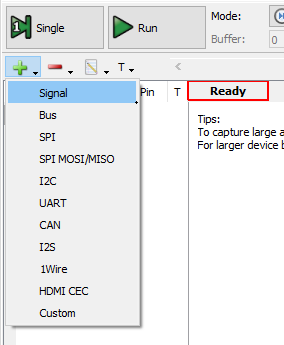 1 Single
Run
Mode:
Buffer: 0
T
Pin T
Ready
Signal
Bus
SPI
SPI MOSI/MISO
I2C
UART
CAN
I2S
1Wire
HDMI CEC
Custom
Tips:
To capture large a
For larger device b